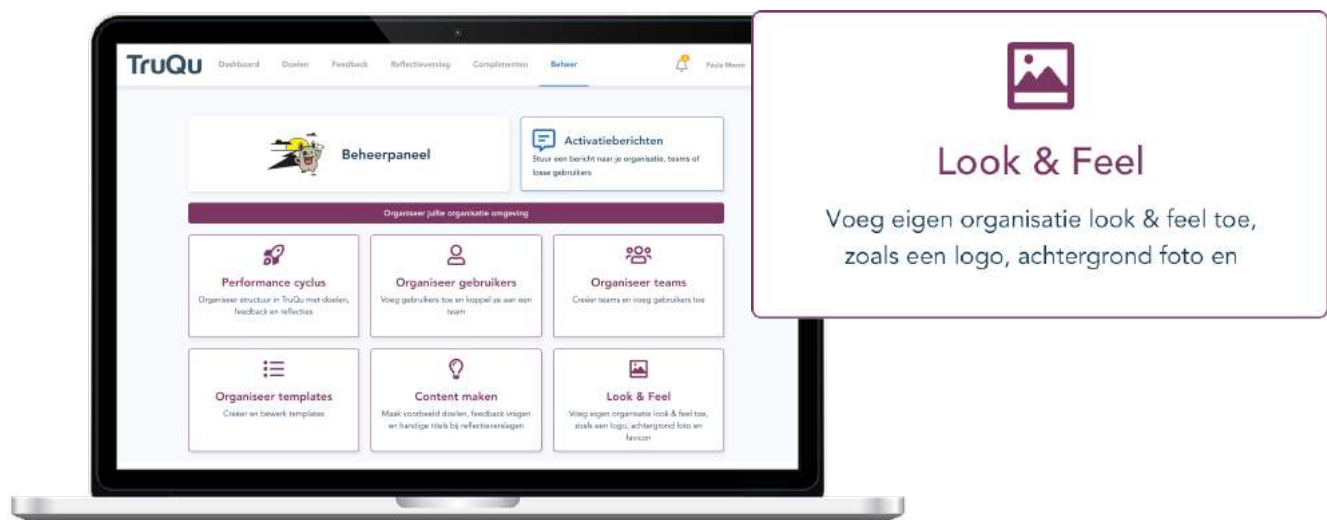 TruQu
Dashboard Doelen Feedback Reflectieverslag Complimenten Beheer
Beheerpaneel
Activatieberichten
Stuur een bericht naar je organisatie, teams of
losse gebruikers
Organiseer jullie organisatie omgeving
Performance cyclus
Organiseer structuur in TruQu met doelen,
feedback en reflecties
Organiseer gebruikers
Voeg gebruikers toe en koppel ze aan een
team
Organiseer teams
Creëer teams en voeg gebruikers toe
Organiseer templates
Creëer en bewerk templates
Content maken
Maak voorbeeld doelen, feedback vragen
en handige titels bij reflectieverslagen
Look & Feel
Voeg eigen organisatie look & feel toe,
zoals een logo, achtergrond foto en
favicon
Look & Feel
Voeg eigen organisatie look & feel toe,
zoals een logo, achtergrond foto en